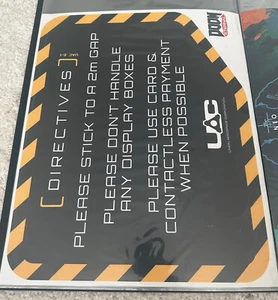 [DIRECTIVES]
PLEASE STICK TO A 2m GAP
PLEASE DON'T HANDLE
ANY DISPLAY BOXES
PLEASE USE CARD &
CONTACTLESS PAYMENT
WHEN POSSIBLE
UAC
DOOM